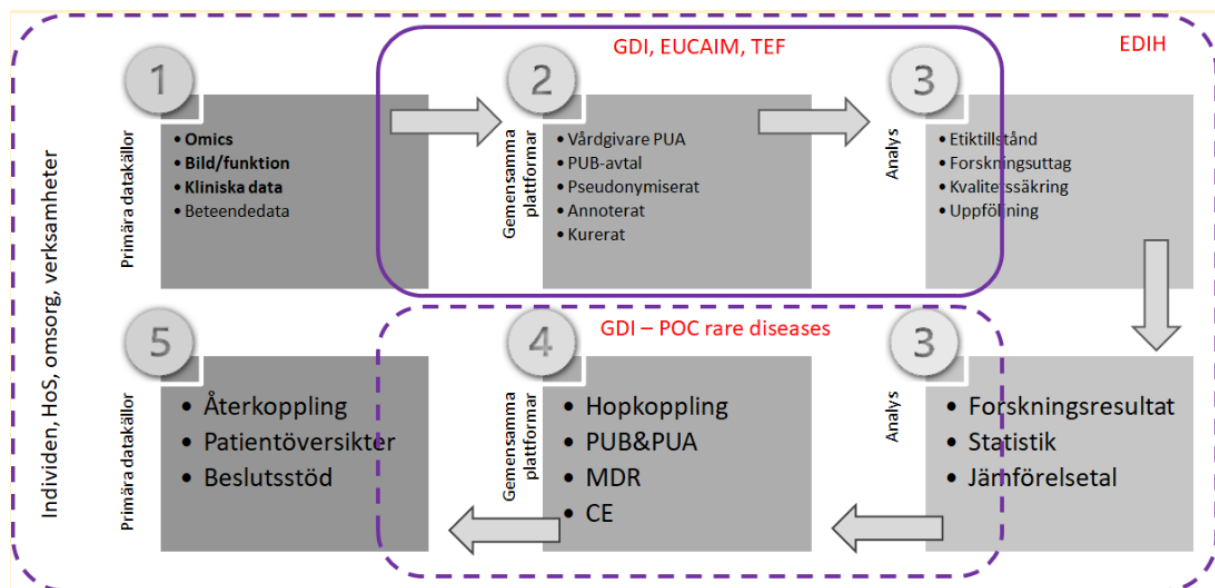 GDI, EUCAIM, TEF
EDIH
Individen, HoS, omsorg, verksamheter
1
Primära datakällor
• Omics
• Bild/funktion
• Kliniska data
• Beteendedata
2
Gemensamma
plattformar
• Vårdgivare PUA
• PUB-avtal
• Pseudonymiserat
• Annoterat
• Kurerat
3
Analys
• Etiktillstånd
• Forskningsuttag
• Kvalitetssäkring
• Uppföljning
GDI – POC rare diseases
5
Primära datakällor
• Återkoppling
• Patientöversikter
• Beslutsstöd
4
Gemensamma
plattformar
• Hopkoppling
• PUB&PUA
• MDR
• CE
3
Analys
• Forskningsresultat
• Statistik
• Jämförelsetal